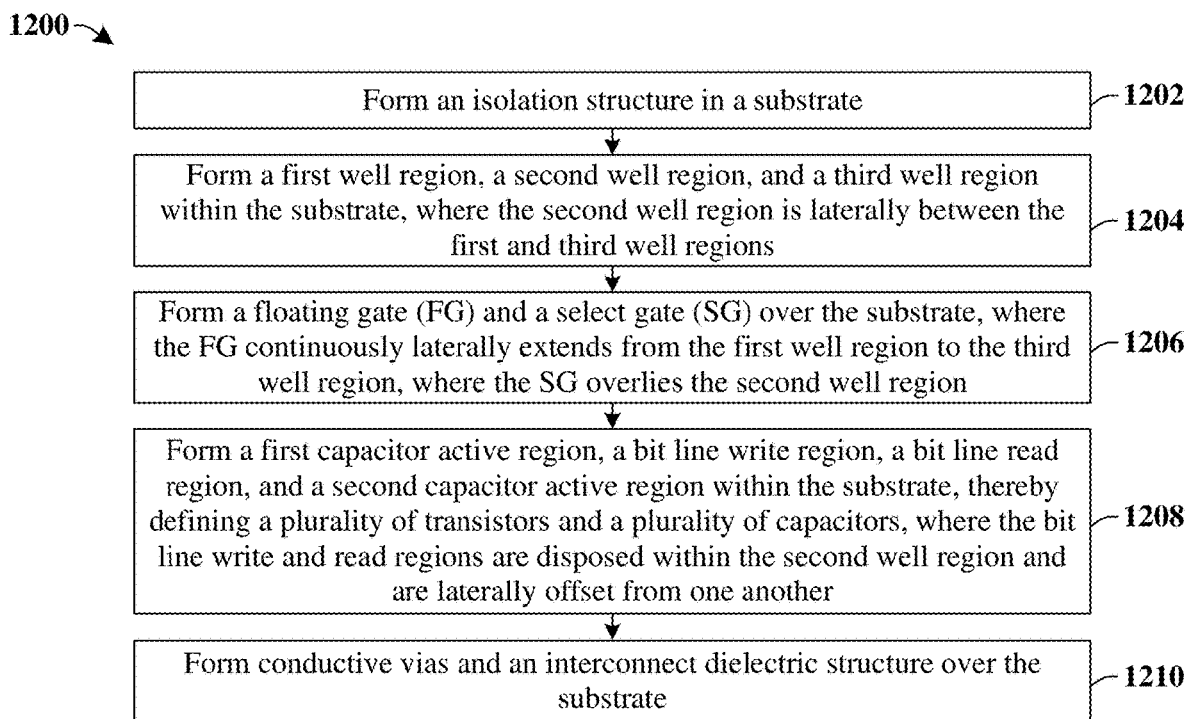 1200
Form an isolation structure in a substrate
1202
Form a first well region, a second well region, and a third well region
within the substrate, where the second well region is laterally between the
first and third well regions
1204
Form a floating gate (FG) and a select gate (SG) over the substrate, where
the FG continuously laterally extends from the first well region to the third
well region, where the SG overlies the second well region
1206
Form a first capacitor active region, a bit line write region, a bit line read
region, and a second capacitor active region within the substrate, thereby
defining a plurality of transistors and a plurality of capacitors, where the bit
line write and read regions are disposed within the second well region and
are laterally offset from one another
1208
Form conductive vias and an interconnect dielectric structure over the
substrate
1210